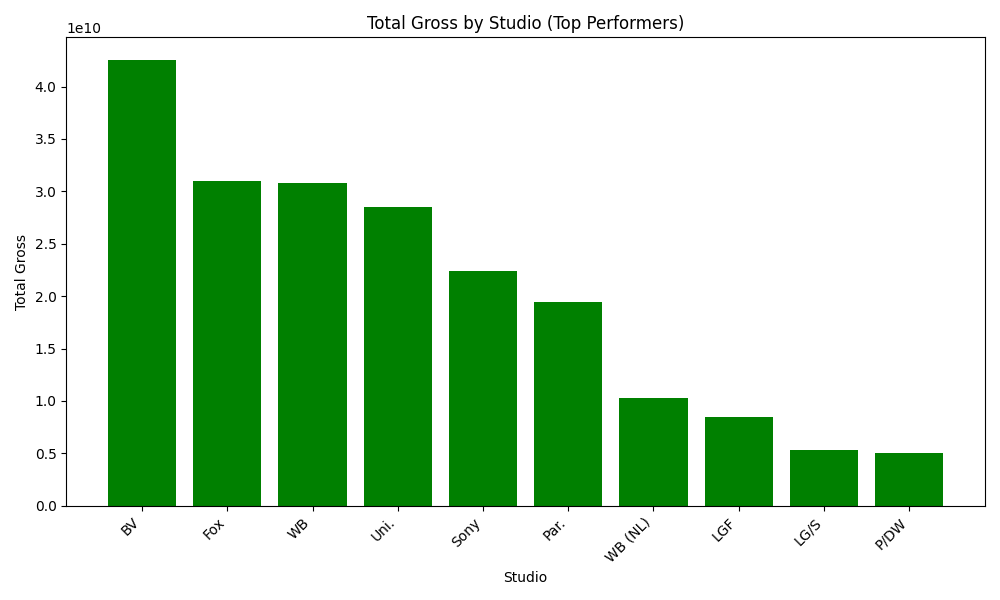 Total Gross by Studio (Top Performers)
1e10
4.0
3.5
3.0
2.5
2.0
1.5
1.0
0.5
0.0
Total Gross
BV
Fox
WB
Uni.
Sony
Par.
WB (NL)
LGF
LG/S
P/DW
Studio